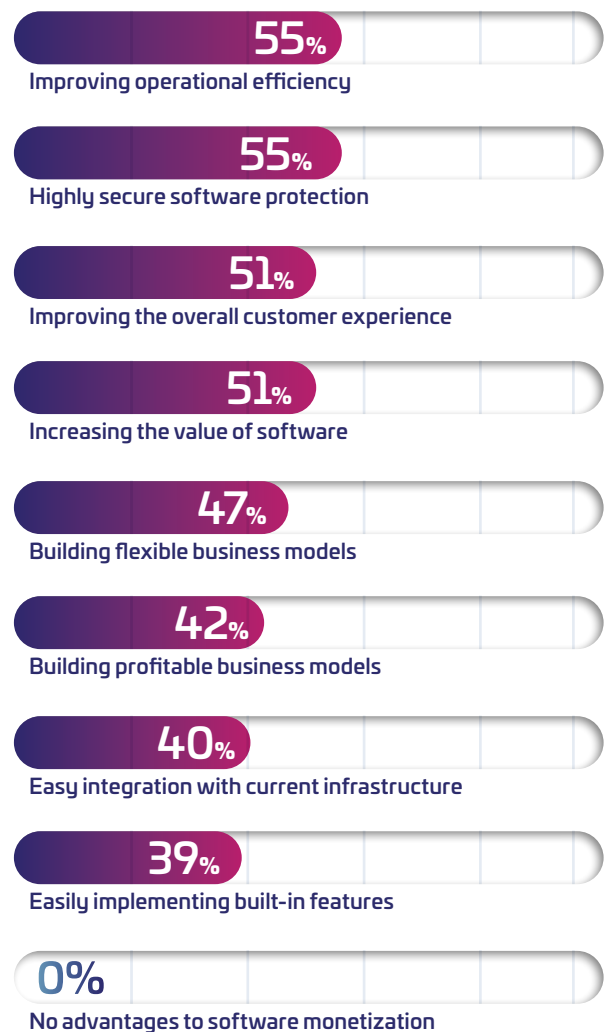 55%
Improving operational efficiency
55%
Highly secure software protection
51%
Improving the overall customer experience
51%
Increasing the value of software
47%
Building flexible business models
42%
Building profitable business models
40%
Easy integration with current infrastructure
39%
Easily implementing built-in features
0%
No advantages to software monetization